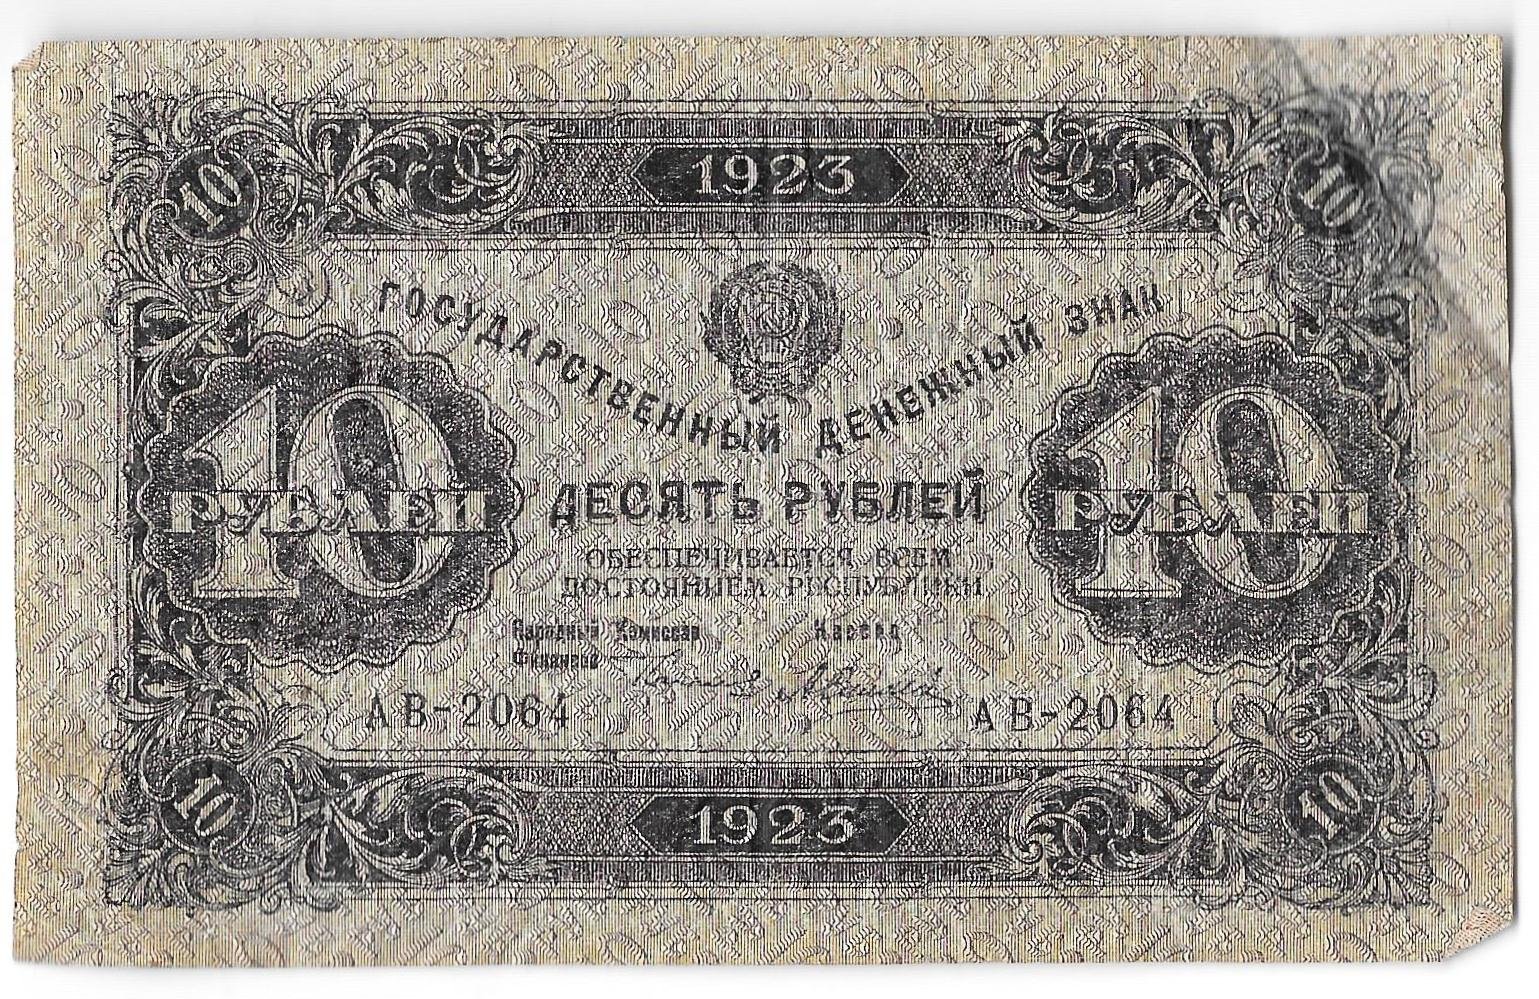 1923
10 10
ГОСУДАРСТВЕННЫЙ ДЕНЕЖНЫЙ ЗНАК
10 10
РУБЛЕЙ РУБЛЕЙ
ДЕСЯТЬ РУБЛЕЙ
ОБЕСПЕЧИВАЕТСЯ ВСЕМ
ДОСТОЯНИЕМ РЕСПУБЛИКИ
Народный Комиссар Кассир
Финансов
АВ-2064 АВ-2064
10 10
1923